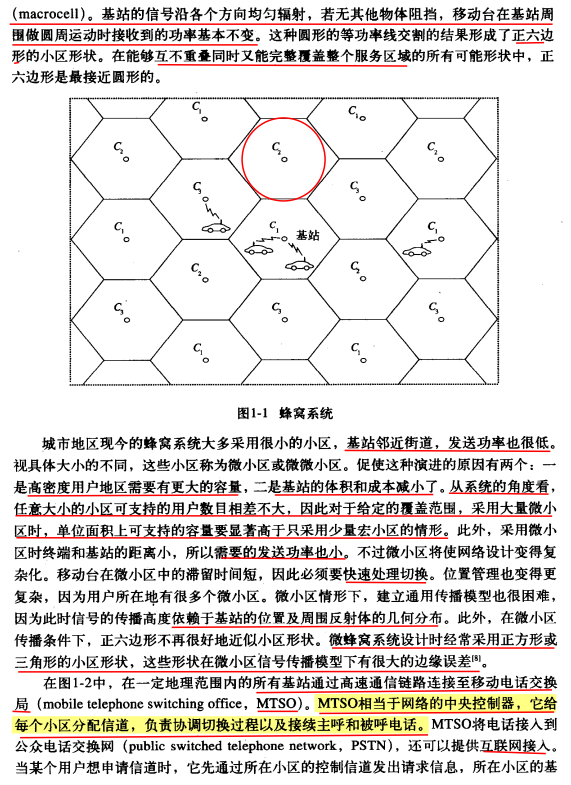 (macrocell)。基站的信号沿各个方向均匀辐射，若无其他物体阻挡，移动台在基站周
围做圆周运动时接收到的功率基本不变。这种圆形的等功率线交割的结果形成了正六边
形的小区形状。在能够互不重叠同时又能完整覆盖整个服务区域的所有可能形状中，正
六边形是最接近圆形的。
C₁ C₁
C₂ C₂ C₂
C₃ C₃
C₁ C₁ 基站 C₁
C₂ C₂
C₃ C₃ C₃
C₁ C₁
图1-1 蜂窝系统
城市地区现今的蜂窝系统大多采用很小的小区，基站邻近街道，发送功率也很低。
视具体大小的不同，这些小区称为微小区或微微小区。促使这种演进的原因有两个：一
是高密度用户地区需要有更大的容量，二是基站的体积和成本减小了。从系统的角度看，
任意大小的小区可支持的用户数目相差不大，因此对于给定的覆盖范围，采用大量微小
区时，单位面积上可支持的容量要显著高于只采用少量宏小区的情形。此外，采用微小
区时终端和基站的距离小，所以需要的发送功率也小。不过微小区将使网络设计变得复
杂化。移动台在微小区中的滞留时间短，因此必须要快速处理切换。位置管理也变得更
复杂，因为用户所在地有很多个微小区。微小区情形下，建立通用传播模型也很困难，
因为此时信号的传播高度依赖于基站的位置及周围反射体的几何分布。此外，在微小区
传播条件下，正六边形不再很好地近似小区形状。微蜂窝系统设计时经常采用正方形或
三角形的小区形状，这些形状在微小区信号传播模型下有很大的边缘误差[8]。
在图1-2中，在一定地理范围内的所有基站通过高速通信链路连接至移动电话交换
局（mobile telephone switching office，MTSO）。MTSO相当于网络的中央控制器，它给
每个小区分配信道，负责协调切换过程以及接续主呼和被呼电话。MTSO将电话接入到
公众电话交换网（public switched telephone network，PSTN），还可以提供互联网接入。
当某个用户想申请信道时，它先通过所在小区的控制信道发出请求信息，所在小区的基